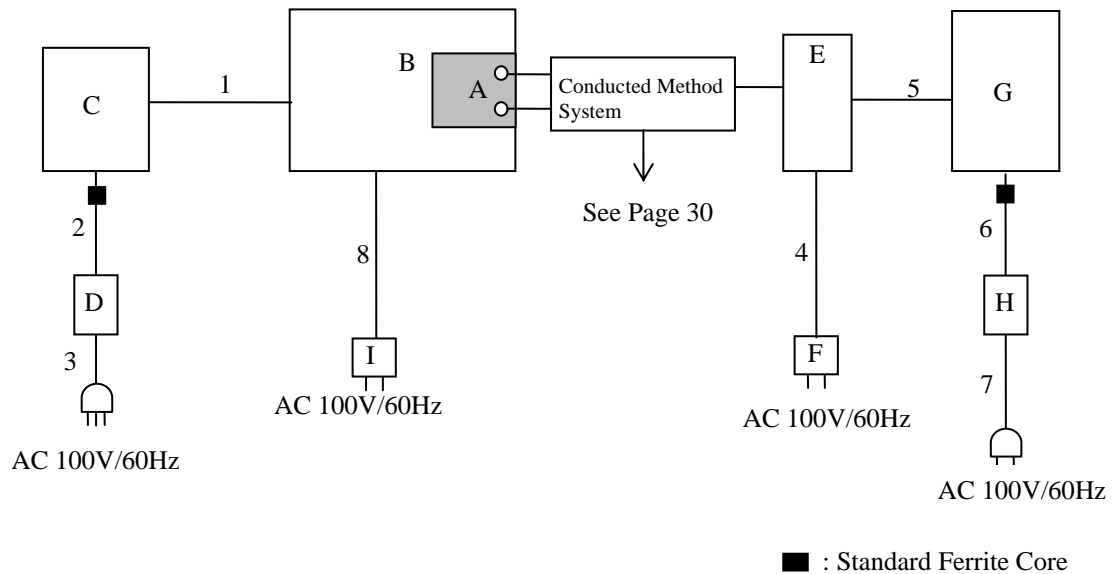 C
1
B
A
Conducted Method
System
E
5
G
See Page 30
2
8
4
6
D
I
F
H
3
7
AC 100V/60Hz
AC 100V/60Hz
AC 100V/60Hz
AC 100V/60Hz
: Standard Ferrite Core